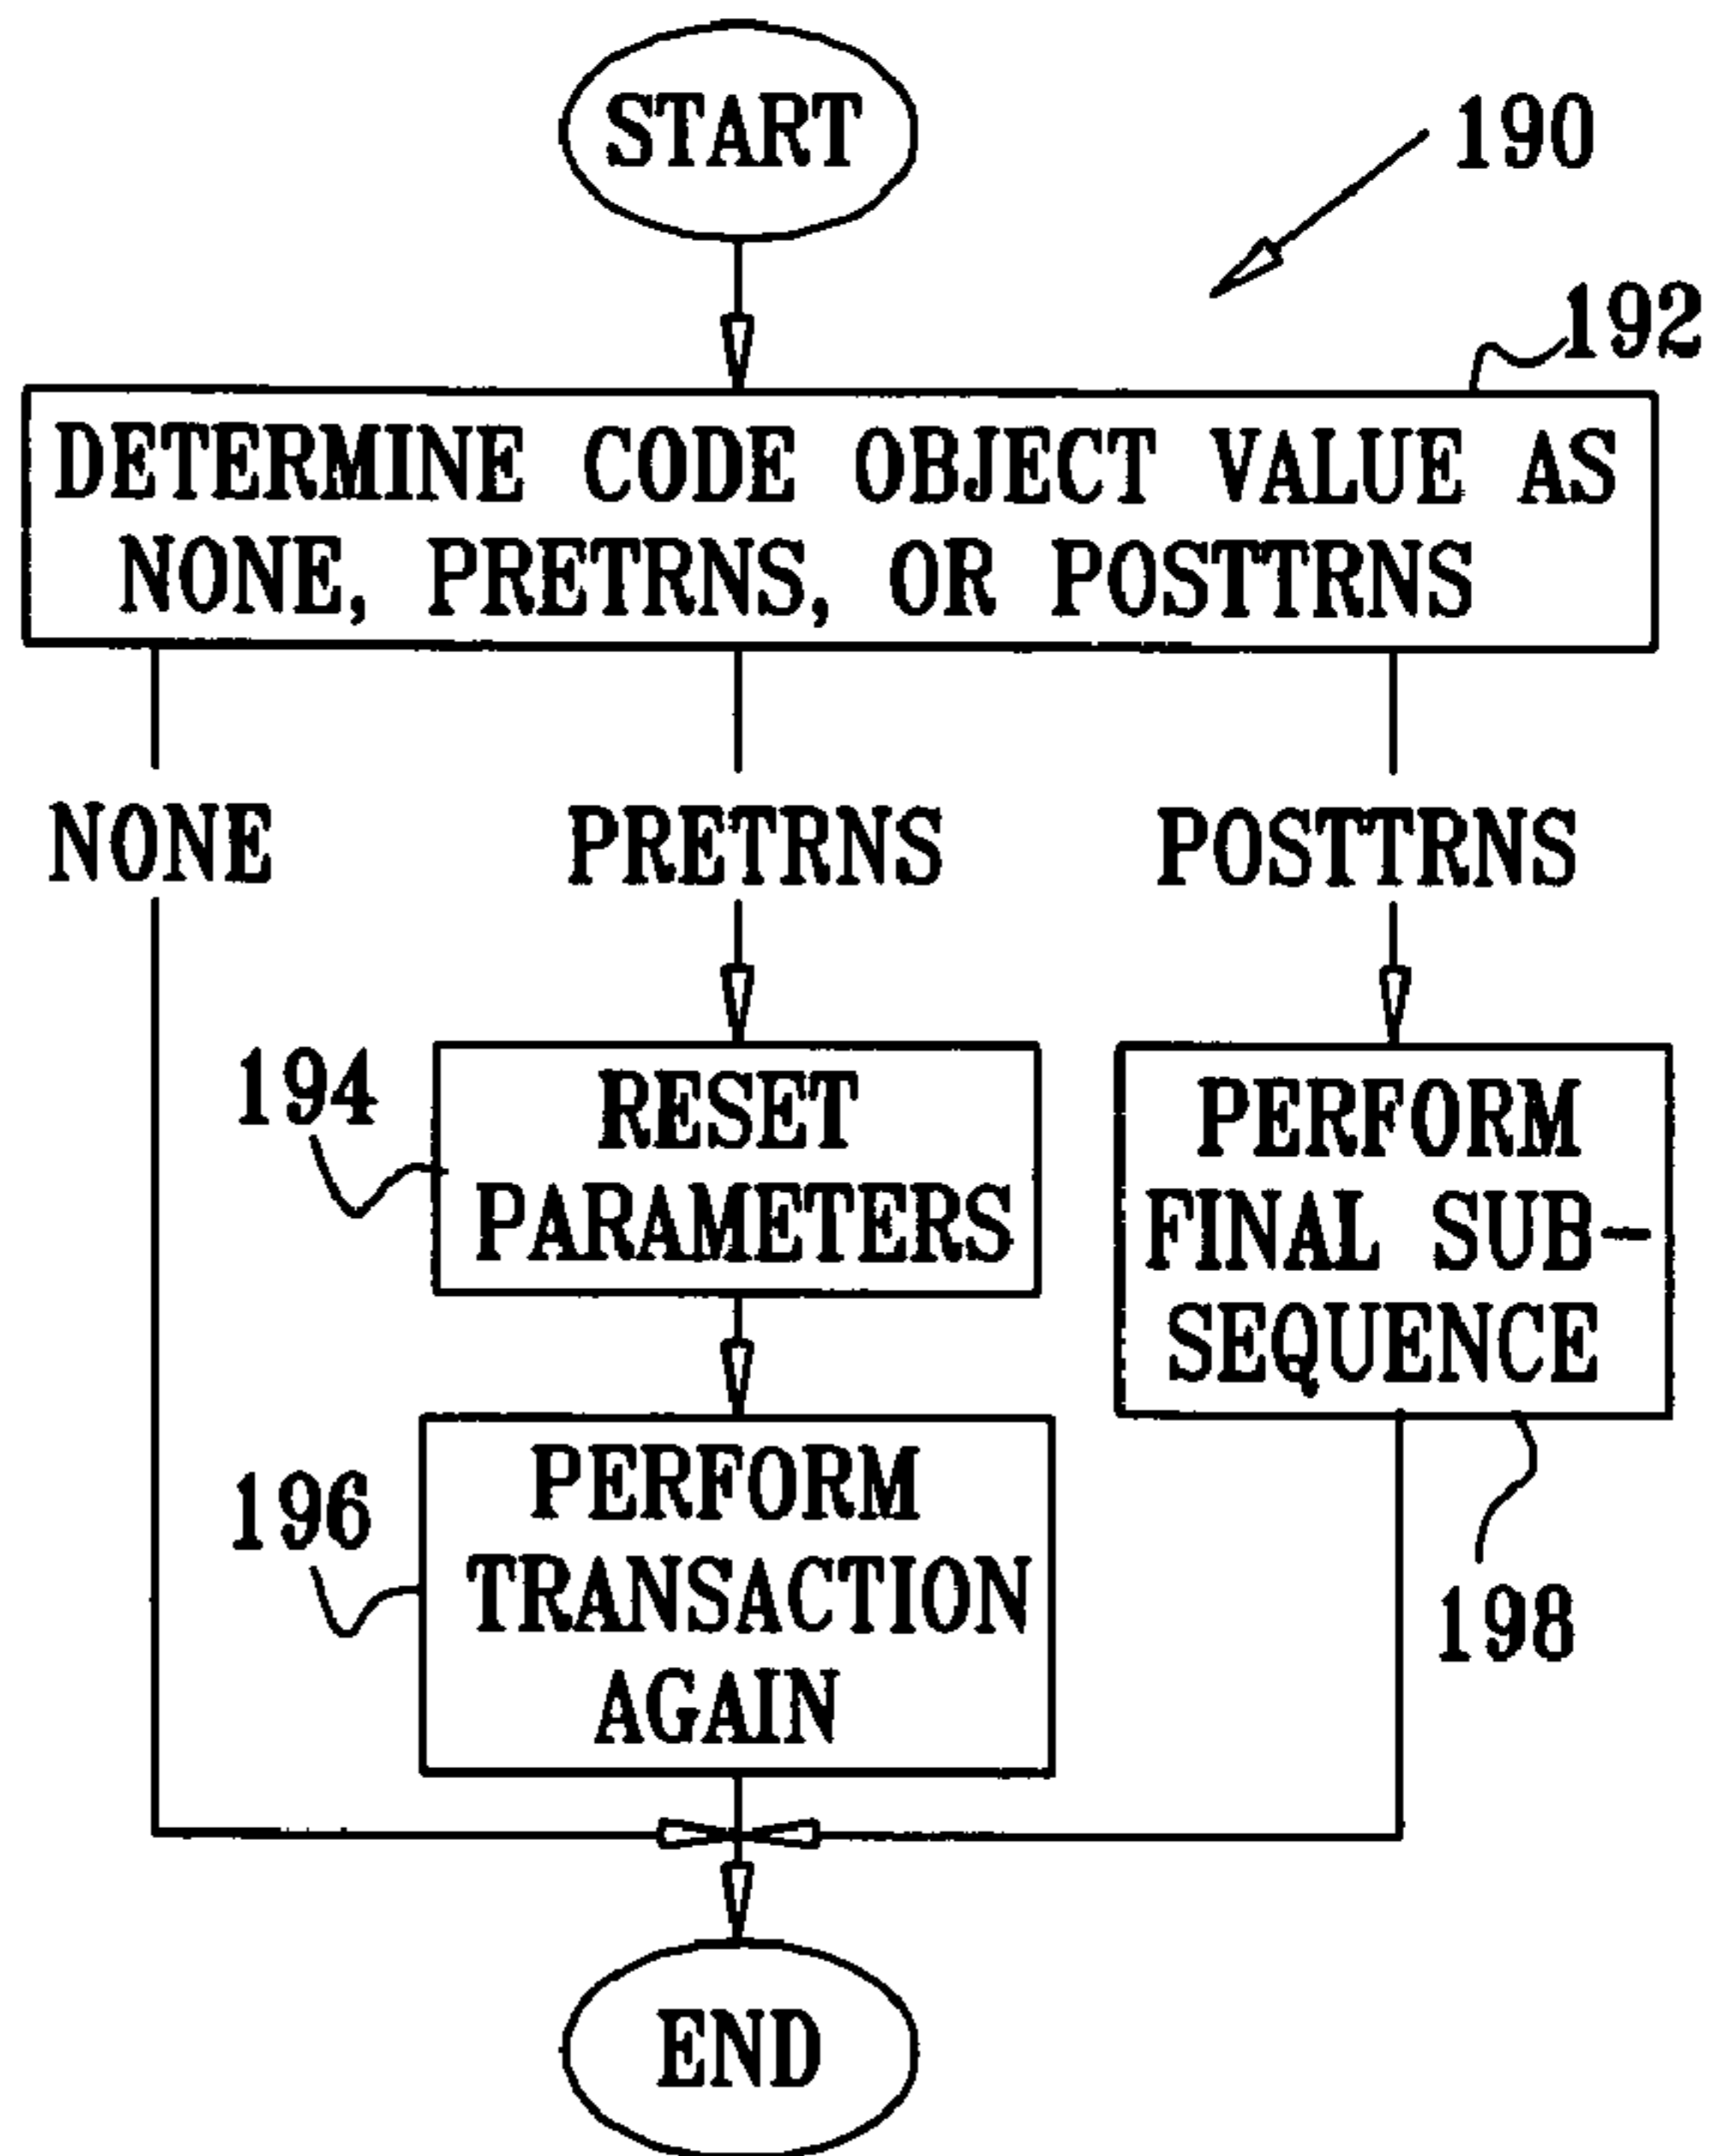 START
190
192
DETERMINE CODE OBJECT VALUE AS
NONE, PRETRNS, OR POSTTRNS
NONE
PRETRNS
POSTTRNS
194
RESET
PARAMETERS
PERFORM
FINAL SUB-
SEQUENCE
196
PERFORM
TRANSACTION
AGAIN
198
END